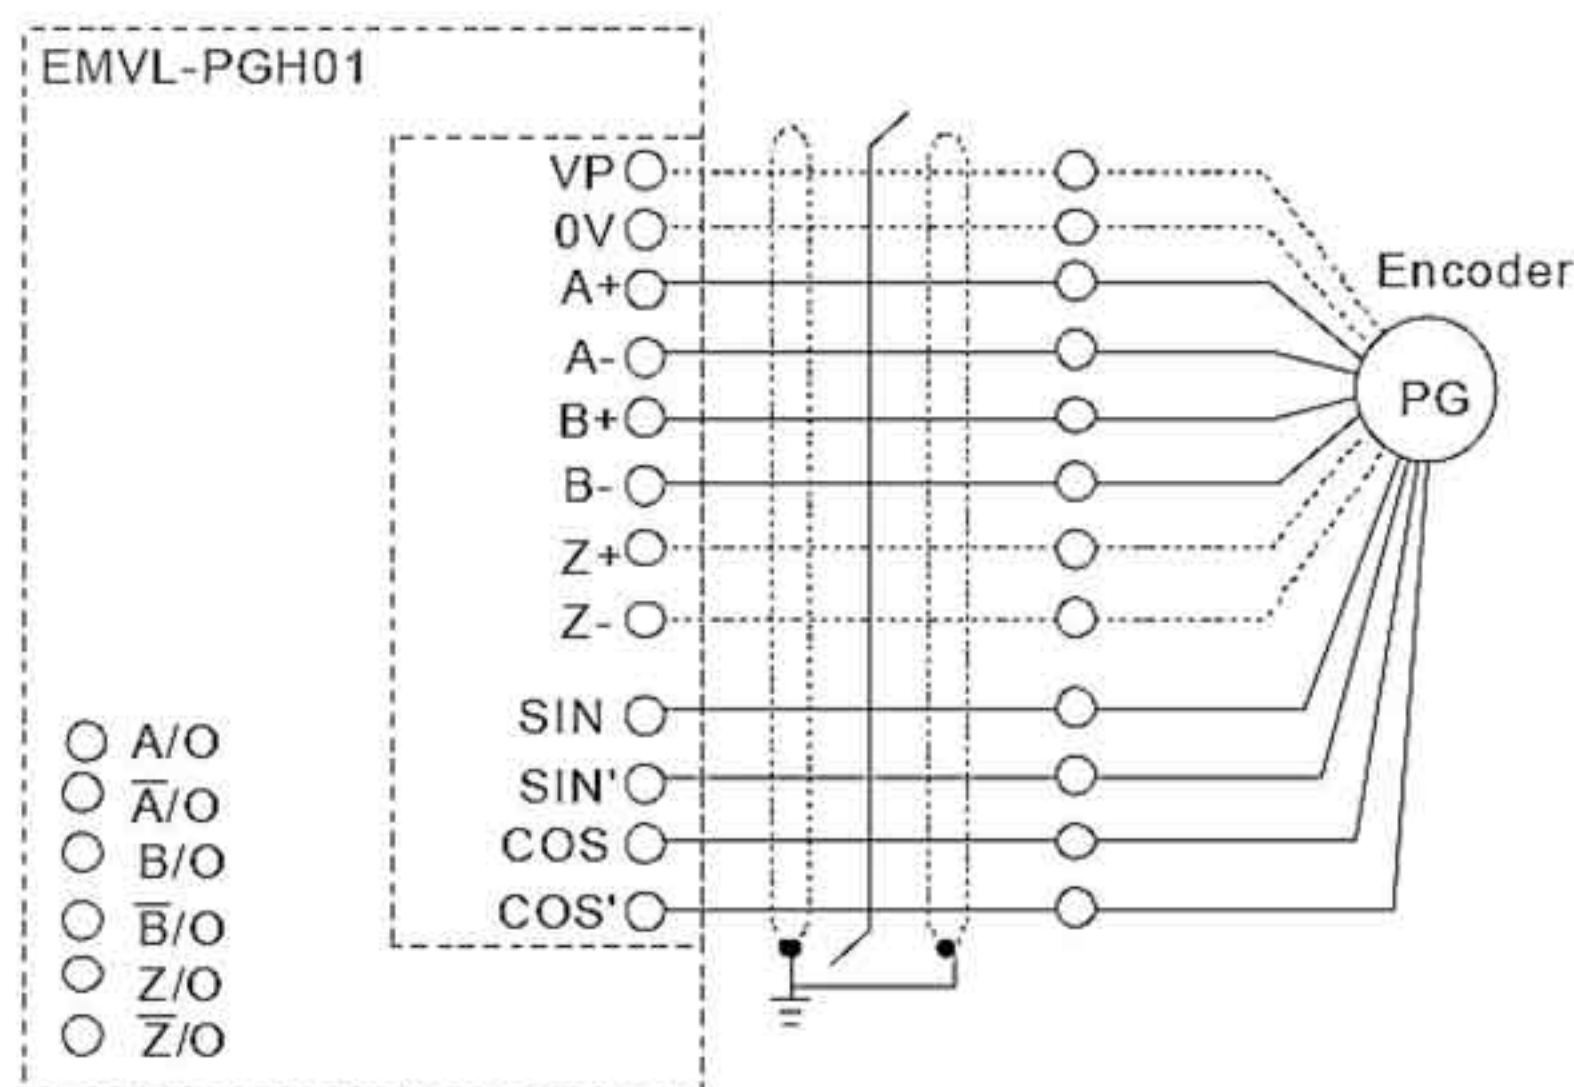 EMVL-PGH01
VP
0V
A+
A-
B+
B-
Z+
Z-
SIN
SIN'
COS
COS'
Encoder
PG
A/O
A̅/O
B/O
B̅/O
Z/O
Z̅/O